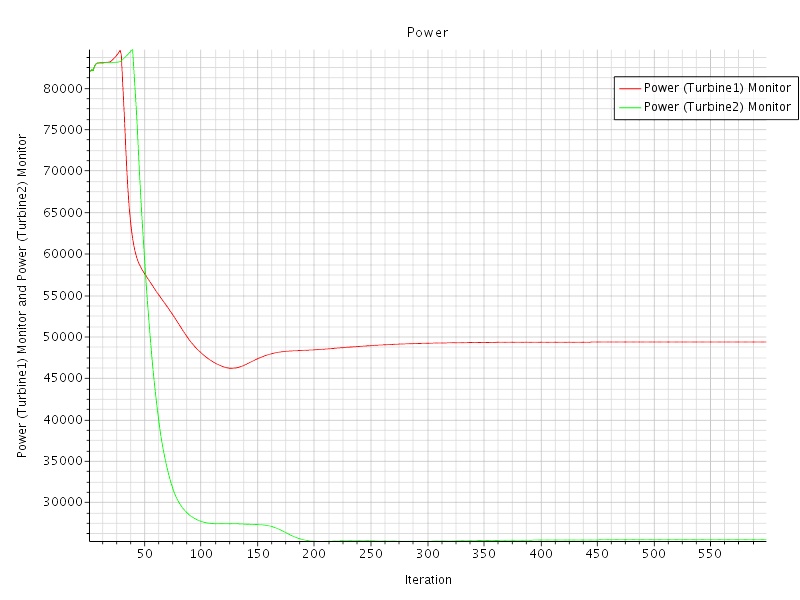 Power
Power (Turbine1) Monitor
Power (Turbine2) Monitor
Power (Turbine1) Monitor and Power (Turbine2) Monitor
80000
75000
70000
65000
60000
55000
50000
45000
40000
35000
30000
50 100 150 200 250 300 350 400 450 500 550
Iteration